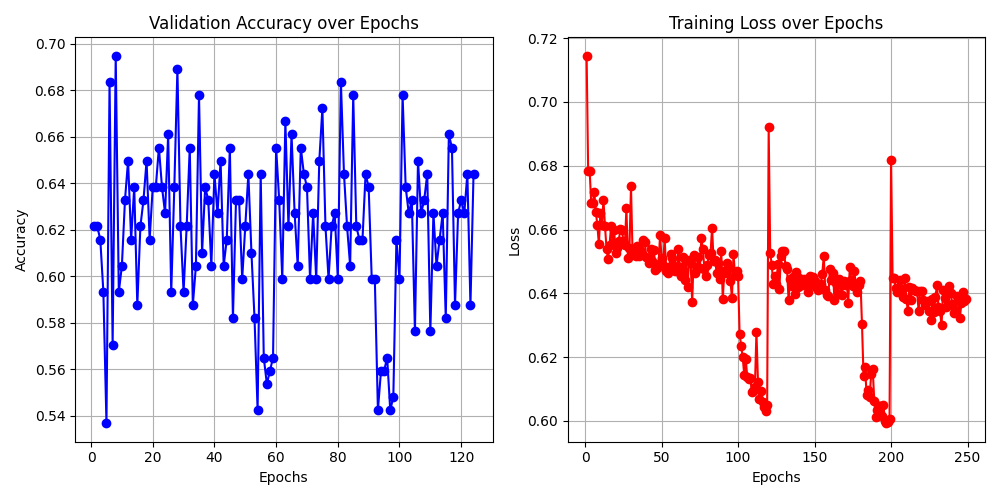 Validation Accuracy over Epochs
Accuracy
0.70
0.68
0.66
0.64
0.62
0.60
0.58
0.56
0.54
0 20 40 60 80 100 120
Epochs
Training Loss over Epochs
Loss
0.72
0.70
0.68
0.66
0.64
0.62
0.60
0 50 100 150 200 250
Epochs